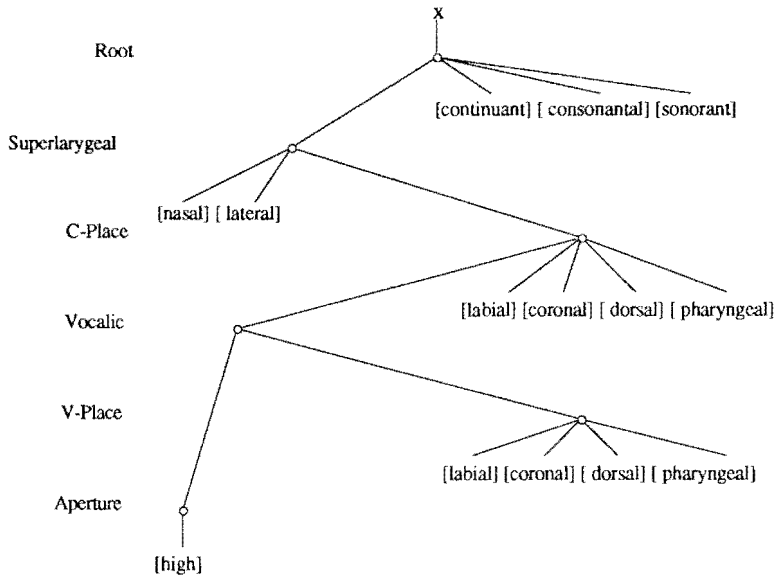 x
Root
[continuant] [ consonantal] [sonorant]
Superlarygeal
[nasal] [ lateral]
C-Place
[labial] [coronal] [ dorsal] [ pharyngeal]
Vocalic
V-Place
[labial] [coronal] [ dorsal] [ pharyngeal]
Aperture
[high]